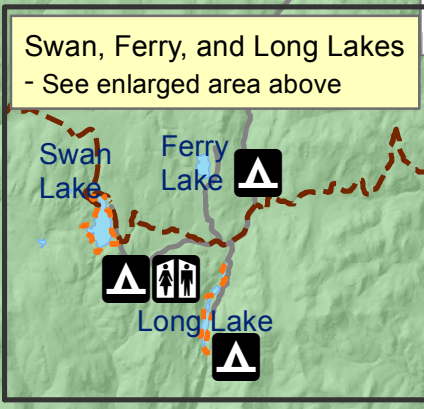 Swan, Ferry, and Long Lakes
- See enlarged area above
Swan
Lake
Ferry
Lake
Long Lake